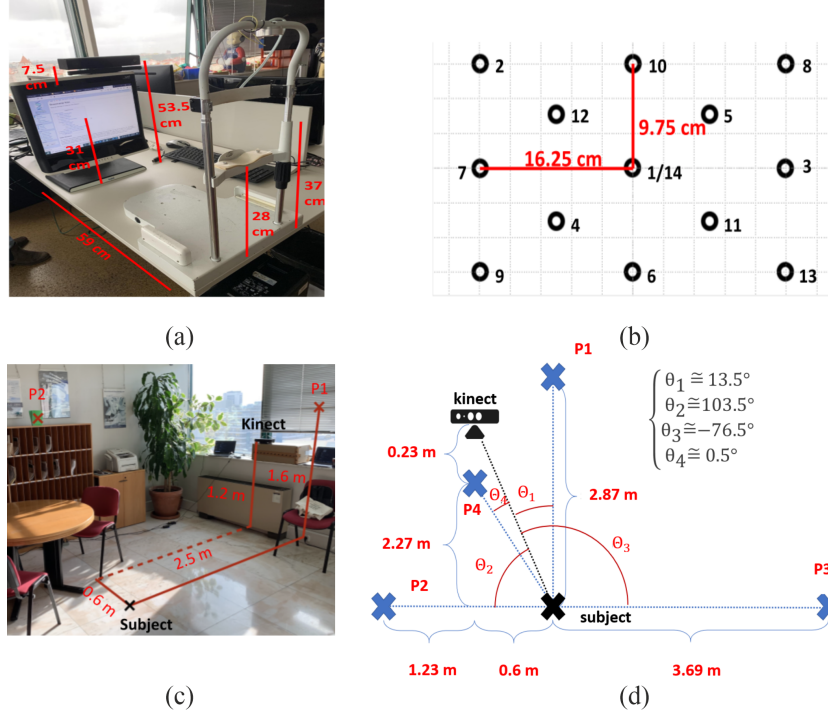 7.5
cm
53.5
cm
31
cm
37
cm
28
cm
59 cm
(a)
2
10
8
12
5
9.75 cm
7
16.25 cm
1/14
3
4
11
9
6
13
(b)
P2
P1
Kinect
1.6 m
1.2 m
2.5 m
0.6 m
Subject
(c)
P1
kinect
θ1 ≅ 13.5°
θ2≅103.5°
θ3≅−76.5°
θ4≅ 0.5°
0.23 m
Θ4
Θ1
P4
2.87 m
2.27 m
Θ3
Θ2
P2
P3
subject
1.23 m
0.6 m
3.69 m
(d)